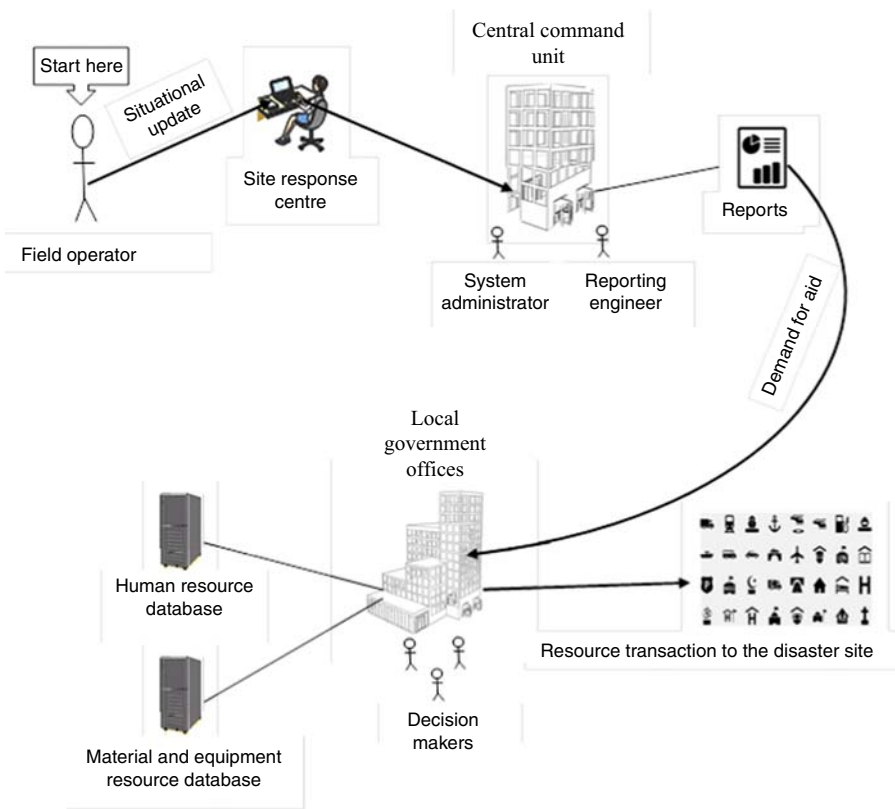 Start here
Situational
update
Field operator
Site response
centre
Central command
unit
System
administrator
Reporting
engineer
Reports
Demand for aid
Local
government
offices
Human resource
database
Material and equipment
resource database
Decision
makers
Resource transaction to the disaster site